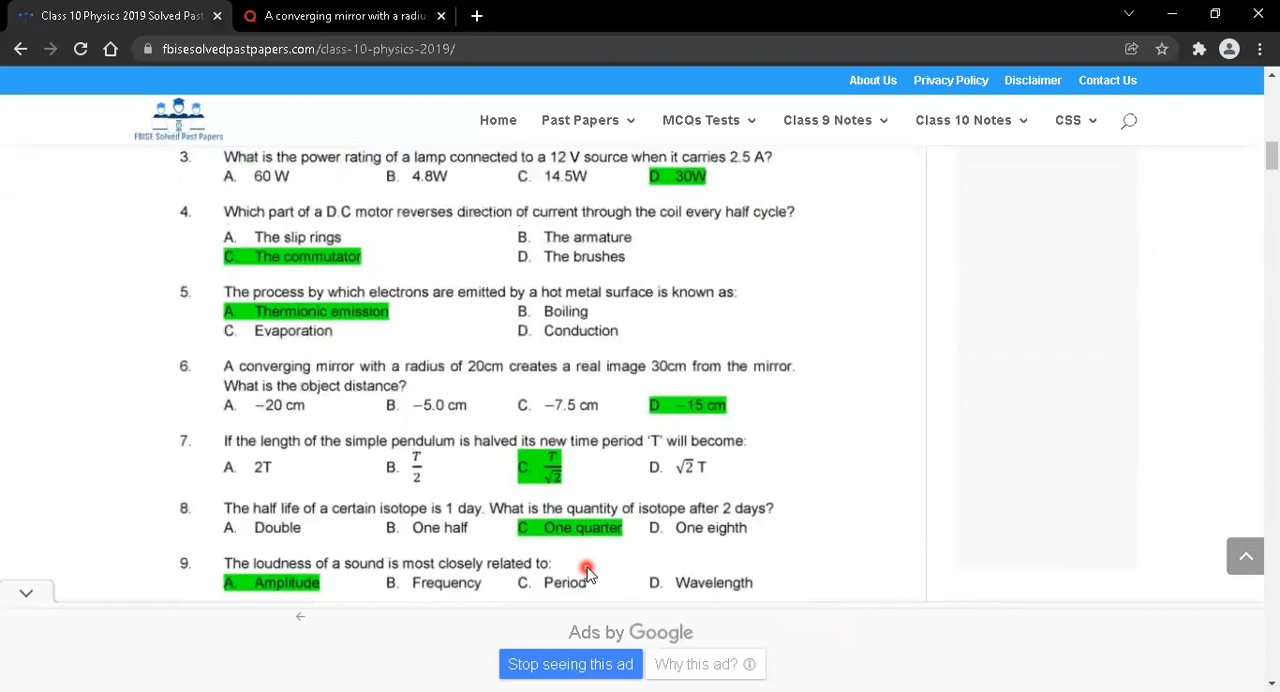 Class 10 Physics 2019 Solved Past
A converging mirror with a radiu
fbisesolvedpastpapers.com/class-10-physics-2019/
About Us Privacy Policy Disclaimer Contact Us
FBISE Solved Past Papers
Home Past Papers MCQs Tests Class 9 Notes Class 10 Notes CSS
3. What is the power rating of a lamp connected to a 12 V source when it carries 2.5 A?
A. 60 W B. 4.8W C. 14.5W D 30W
4. Which part of a D.C motor reverses direction of current through the coil every half cycle?
A. The slip rings B. The armature
C. The commutator D. The brushes
5. The process by which electrons are emitted by a hot metal surface is known as:
A. Thermionic emission B. Boiling
C. Evaporation D. Conduction
6. A converging mirror with a radius of 20cm creates a real image 30cm from the mirror.
What is the object distance?
A. −20 cm B. −5.0 cm C. −7.5 cm D −15 cm
7. If the length of the simple pendulum is halved its new time period ‘T’ will become:
A. 2T B. T/2 C. T/√2 D. √2 T
8. The half life of a certain isotope is 1 day. What is the quantity of isotope after 2 days?
A. Double B. One half C One quarter D. One eighth
9. The loudness of a sound is most closely related to:
A. Amplitude B. Frequency C. Period D. Wavelength
Ads by Google
Stop seeing this ad Why this ad?